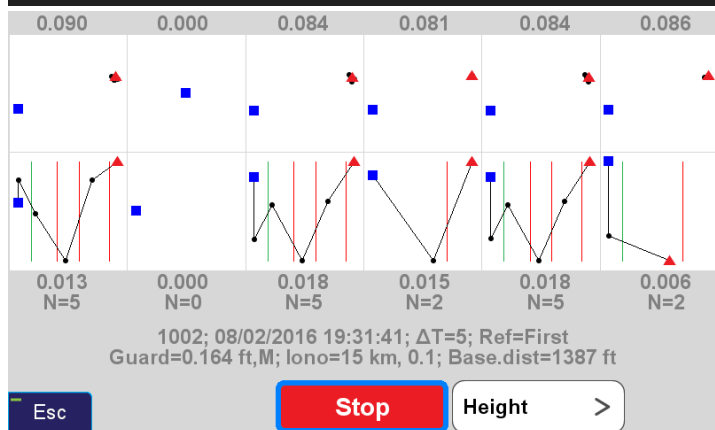 0.090 0.000 0.084 0.081 0.084 0.086
0.013 0.000 0.018 0.015 0.018 0.006
N=5 N=0 N=5 N=2 N=5 N=2
1002; 08/02/2016 19:31:41; ΔT=5; Ref=First
Guard=0.164 ft,M; Iono=15 km, 0.1; Base.dist=1387 ft
Esc Stop Height >